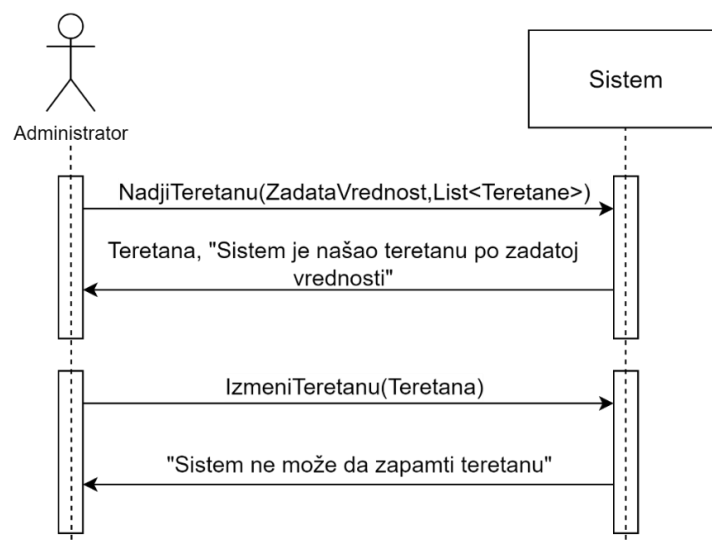 Sistem
Administrator
NadjiTeretanu(ZadataVrednost,List<Teretane>)
Teretana, "Sistem je našao teretanu po zadatoj
vrednosti"
IzmeniTeretanu(Teretana)
"Sistem ne može da zapamti teretanu"